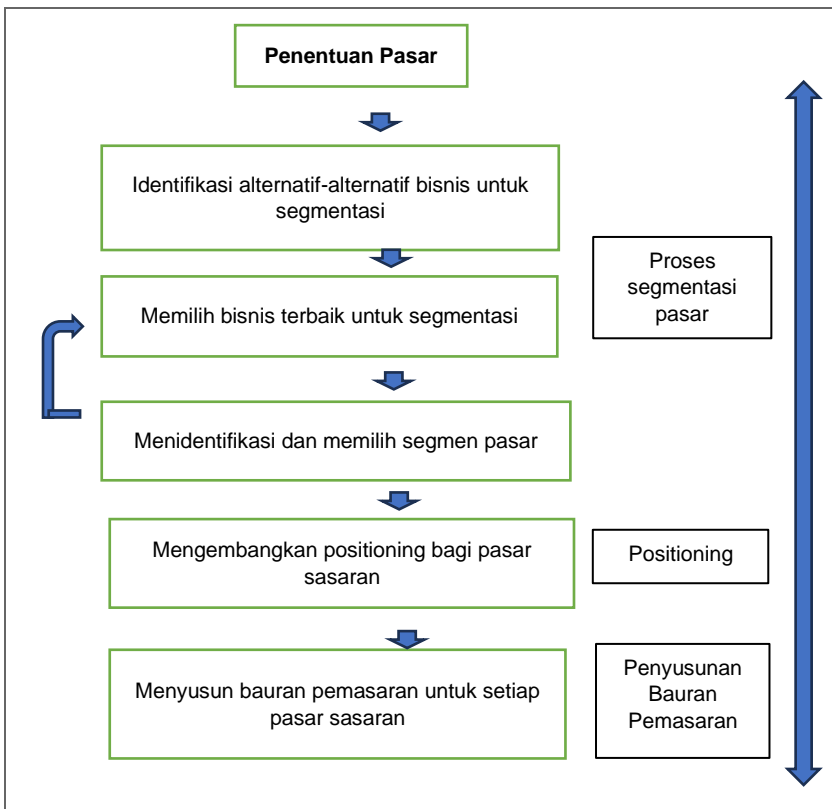 Penentuan Pasar
Identifikasi alternatif-alternatif bisnis untuk
segmentasi
Proses
segmentasi
pasar
Memilih bisnis terbaik untuk segmentasi
Menidentifikasi dan memilih segmen pasar
Mengembangkan positioning bagi pasar
sasaran
Positioning
Menyusun bauran pemasaran untuk setiap
pasar sasaran
Penyusunan
Bauran
Pemasaran